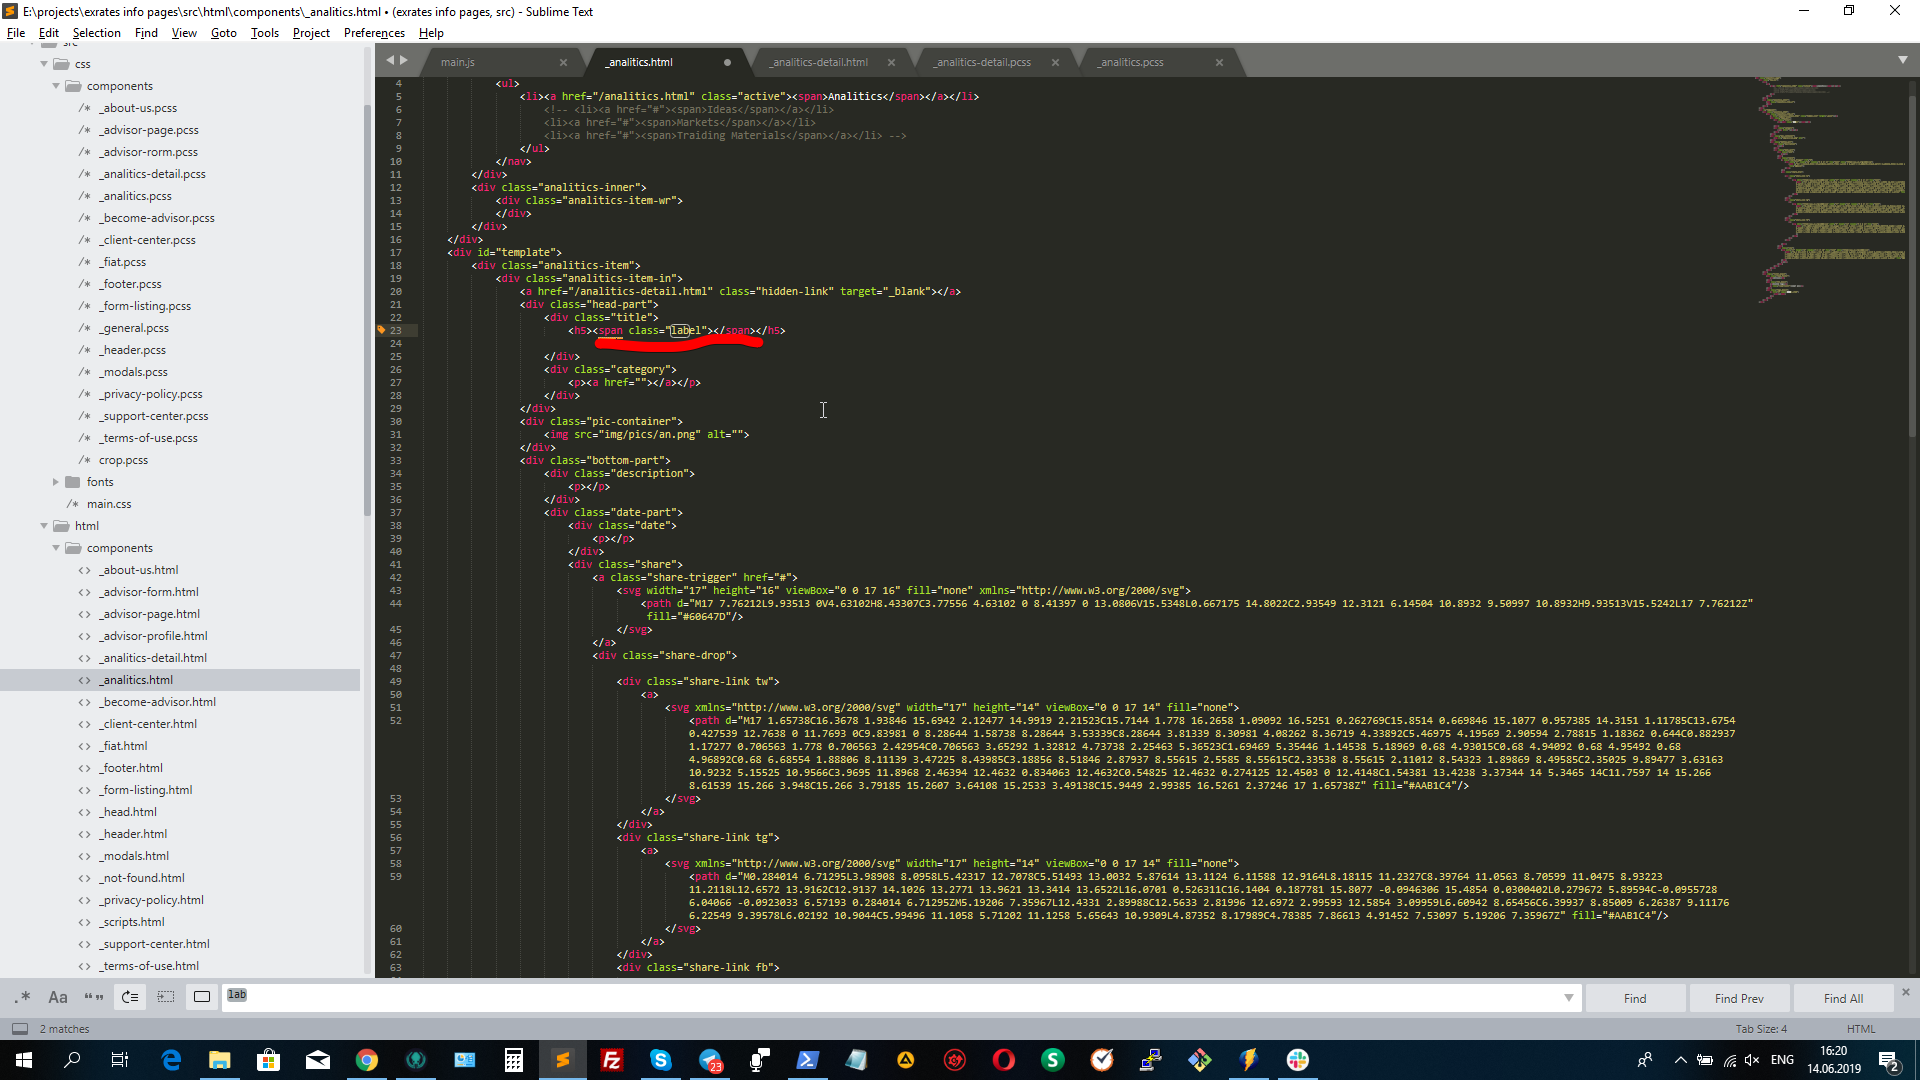 E:\projects\exrates info pages\src\html\components\_analitics.html • (exrates info pages, src) - Sublime Text
File Edit Selection Find View Goto Tools Project Preferences Help
src
css
components
/* _about-us.pcss
/* _advisor-page.pcss
/* _advisor-rorm.pcss
/* _analitics-detail.pcss
/* _analitics.pcss
/* _become-advisor.pcss
/* _client-center.pcss
/* _fiat.pcss
/* _footer.pcss
/* _form-listing.pcss
/* _general.pcss
/* _header.pcss
/* _modals.pcss
/* _privacy-policy.pcss
/* _support-center.pcss
/* _terms-of-use.pcss
/* crop.pcss
fonts
/* main.css
html
components
<> _about-us.html
<> _advisor-form.html
<> _advisor-page.html
<> _advisor-profile.html
<> _analitics-detail.html
<> _analitics.html
<> _become-advisor.html
<> _client-center.html
<> _fiat.html
<> _footer.html
<> _form-listing.html
<> _head.html
<> _header.html
<> _modals.html
<> _not-found.html
<> _privacy-policy.html
<> _scripts.html
<> _support-center.html
<> _terms-of-use.html
main.js × _analitics.html • _analitics-detail.html × _analitics-detail.pcss × _analitics.pcss ×
4 <ul>
5 <li><a href="/analitics.html" class="active"><span>Analitics</span></a></li>
6 <!-- <li><a href="#"><span>Ideas</span></a></li>
7 <li><a href="#"><span>Markets</span></a></li>
8 <li><a href="#"><span>Traiding Materials</span></a></li> -->
9 </ul>
10 </nav>
11 </div>
12 <div class="analitics-inner">
13 <div class="analitics-item-wr">
14 </div>
15 </div>
16 </div>
17 <div id="template">
18 <div class="analitics-item">
19 <div class="analitics-item-in">
20 <a href="/analitics-detail.html" class="hidden-link" target="_blank"></a>
21 <div class="head-part">
22 <div class="title">
23 <h5><span class="label"></span></h5>
24
25 </div>
26 <div class="category">
27 <p><a href=""></a></p>
28 </div>
29 </div>
30 <div class="pic-container">
31 <img src="img/pics/an.png" alt="">
32 </div>
33 <div class="bottom-part">
34 <div class="description">
35 <p></p>
36 </div>
37 <div class="date-part">
38 <div class="date">
39 <p></p>
40 </div>
41 <div class="share">
42 <a class="share-trigger" href="#">
43 <svg width="17" height="16" viewBox="0 0 17 16" fill="none" xmlns="http://www.w3.org/2000/svg">
44 <path d="M17 7.76212L9.93513 0V4.63102H8.43307C3.77556 4.63102 0 8.41397 0 13.0806V15.5348L0.667175 14.8022C2.93549 12.3121 6.14504 10.8932 9.50997 10.8932H9.93513V15.5242L17 7.76212Z"
fill="#60647D"/>
45 </svg>
46 </a>
47 <div class="share-drop">
48
49 <div class="share-link tw">
50 <a>
51 <svg xmlns="http://www.w3.org/2000/svg" width="17" height="14" viewBox="0 0 17 14" fill="none">
52 <path d="M17 1.65738C16.3678 1.93846 15.6942 2.12477 14.9919 2.21523C15.7144 1.778 16.2658 1.09092 16.5251 0.262769C15.8514 0.669846 15.1077 0.957385 14.3151 1.11785C13.6754
0.427539 12.7638 0 11.7693 0C9.83981 0 8.28644 1.58738 8.28644 3.53339C8.28644 3.81339 8.30981 4.08262 8.36719 4.33892C5.46975 4.19569 2.90594 2.78815 1.18362 0.644C0.882937
1.17277 0.706563 1.778 0.706563 2.42954C0.706563 3.65292 1.32812 4.73738 2.25463 5.36523C1.69469 5.35446 1.14538 5.18969 0.68 4.93015C0.68 4.94092 0.68 4.95492 0.68
4.96892C0.68 6.68554 1.88806 8.11139 3.47225 8.43985C3.18856 8.51846 2.87937 8.55615 2.5585 8.55615C2.33538 8.55615 2.11012 8.54323 1.89869 8.49585C2.35025 9.89477 3.63163
10.9232 5.15525 10.9566C3.9695 11.8968 2.46394 12.4632 0.834063 12.4632C0.54825 12.4632 0.274125 12.4503 0 12.4148C1.54381 13.4238 3.37344 14 5.3465 14C11.7597 14 15.266
8.61539 15.266 3.948C15.266 3.79185 15.2607 3.64108 15.2533 3.49138C15.9449 2.99385 16.5261 2.37246 17 1.65738Z" fill="#AAB1C4"/>
53 </svg>
54 </a>
55 </div>
56 <div class="share-link tg">
57 <a>
58 <svg xmlns="http://www.w3.org/2000/svg" width="17" height="14" viewBox="0 0 17 14" fill="none">
59 <path d="M0.284014 6.71295L3.98908 8.0958L5.42317 12.7078C5.51493 13.0032 5.87614 13.1124 6.11588 12.9164L8.18115 11.2327C8.39764 11.0563 8.70599 11.0475 8.93223
11.2118L12.6572 13.9162C12.9137 14.1026 13.2771 13.9621 13.3414 13.6522L16.0701 0.526311C16.1404 0.187781 15.8077 -0.0946306 15.4854 0.0300402L0.279672 5.89594C-0.0955728
6.04066 -0.0923033 6.57193 0.284014 6.71295ZM5.19206 7.35967L12.4331 2.89988C12.5633 2.81996 12.6972 2.99593 12.5854 3.09959L6.60942 8.65456C6.39937 8.85009 6.26387 9.11176
6.22549 9.39578L6.02192 10.9044C5.99496 11.1058 5.71202 11.1258 5.65643 10.9309L4.87352 8.17989C4.78385 7.86613 4.91452 7.53097 5.19206 7.35967Z" fill="#AAB1C4"/>
60 </svg>
61 </a>
62 </div>
63 <div class="share-link fb">
.* Aa “” lab Find Find Prev Find All
2 matches Tab Size: 4 HTML
23 ENG 16:20
14.06.2019 2